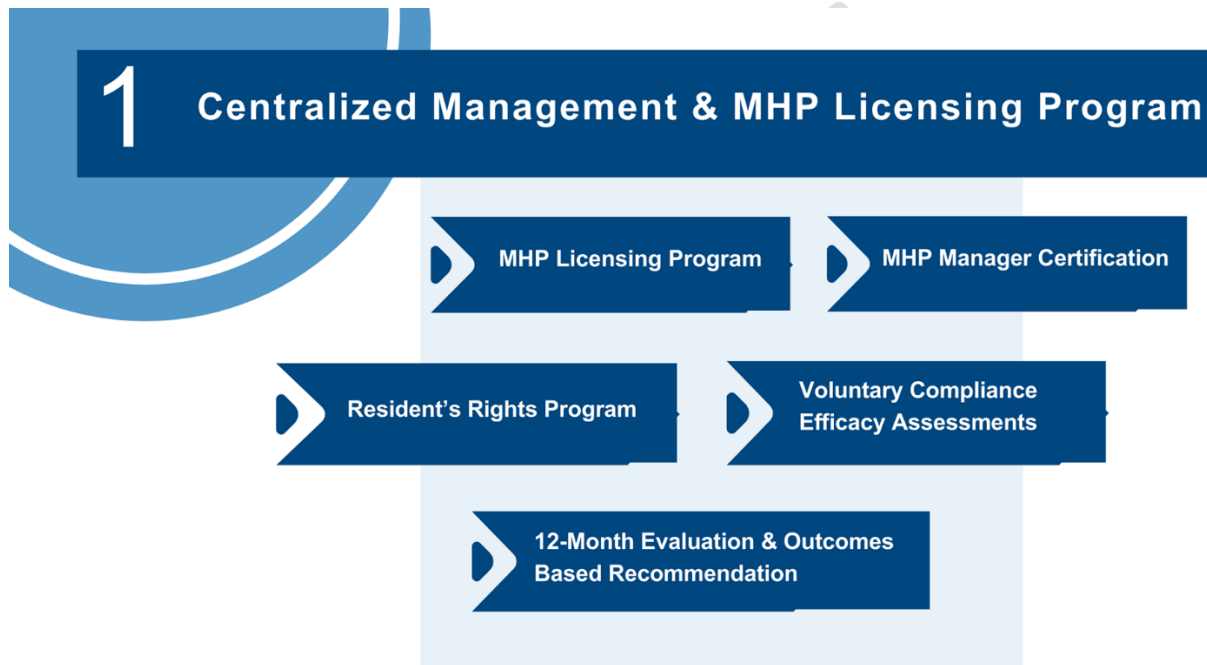 1
Centralized Management & MHP Licensing Program
MHP Licensing Program
MHP Manager Certification
Resident’s Rights Program
Voluntary Compliance
Efficacy Assessments
12-Month Evaluation & Outcomes
Based Recommendation